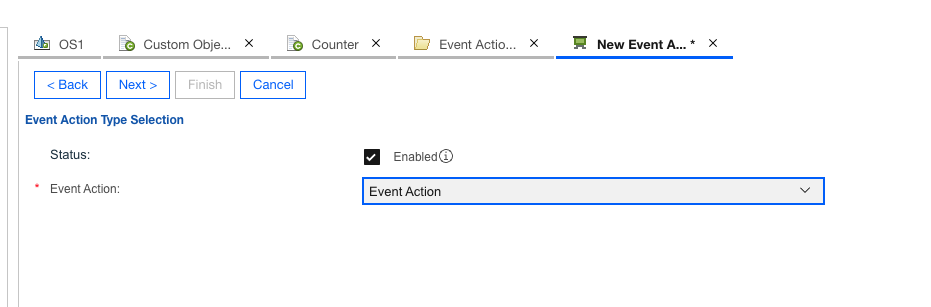 OS1 Custom Obje... Counter Event Actio... New Event A... *
< Back Next > Finish Cancel
Event Action Type Selection
Status: Enabled
* Event Action: Event Action